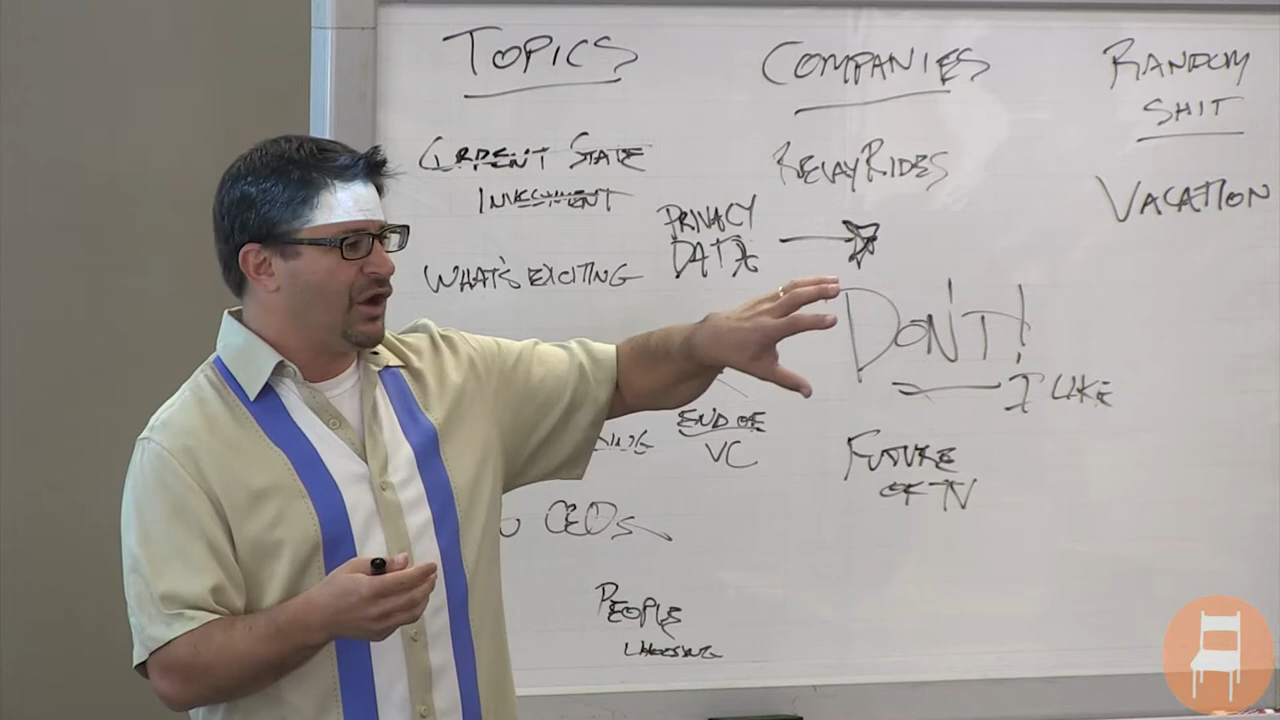 TOPICS
COMPANIES
RANDOM
SHIT
CURRENT STATE
INVESTMENT
RELAYRIDES
VACATION
PRIVACY
DATA
WHAT'S EXCITING
DON'T!
I LIKE
END OF
VC
FUTURE
OF TV
CEOS
PEOPLE